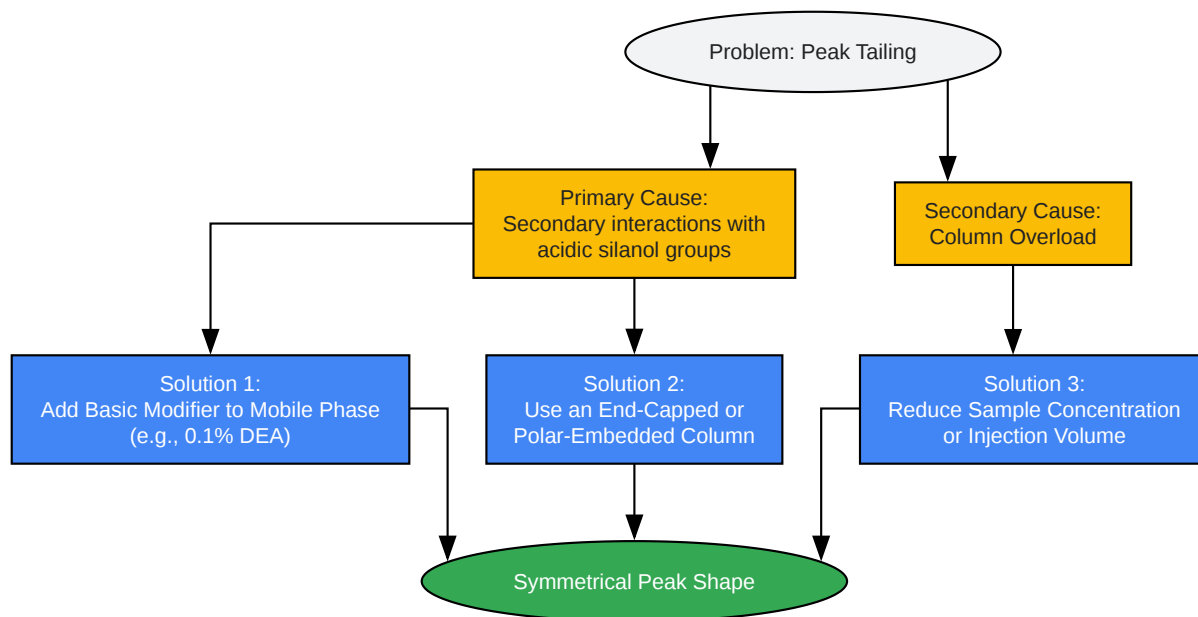 Problem: Peak Tailing
Primary Cause:
Secondary interactions with
acidic silanol groups
Secondary Cause:
Column Overload
Solution 1:
Add Basic Modifier to Mobile Phase
(e.g., 0.1% DEA)
Solution 2:
Use an End-Capped or
Polar-Embedded Column
Solution 3:
Reduce Sample Concentration
or Injection Volume
Symmetrical Peak Shape